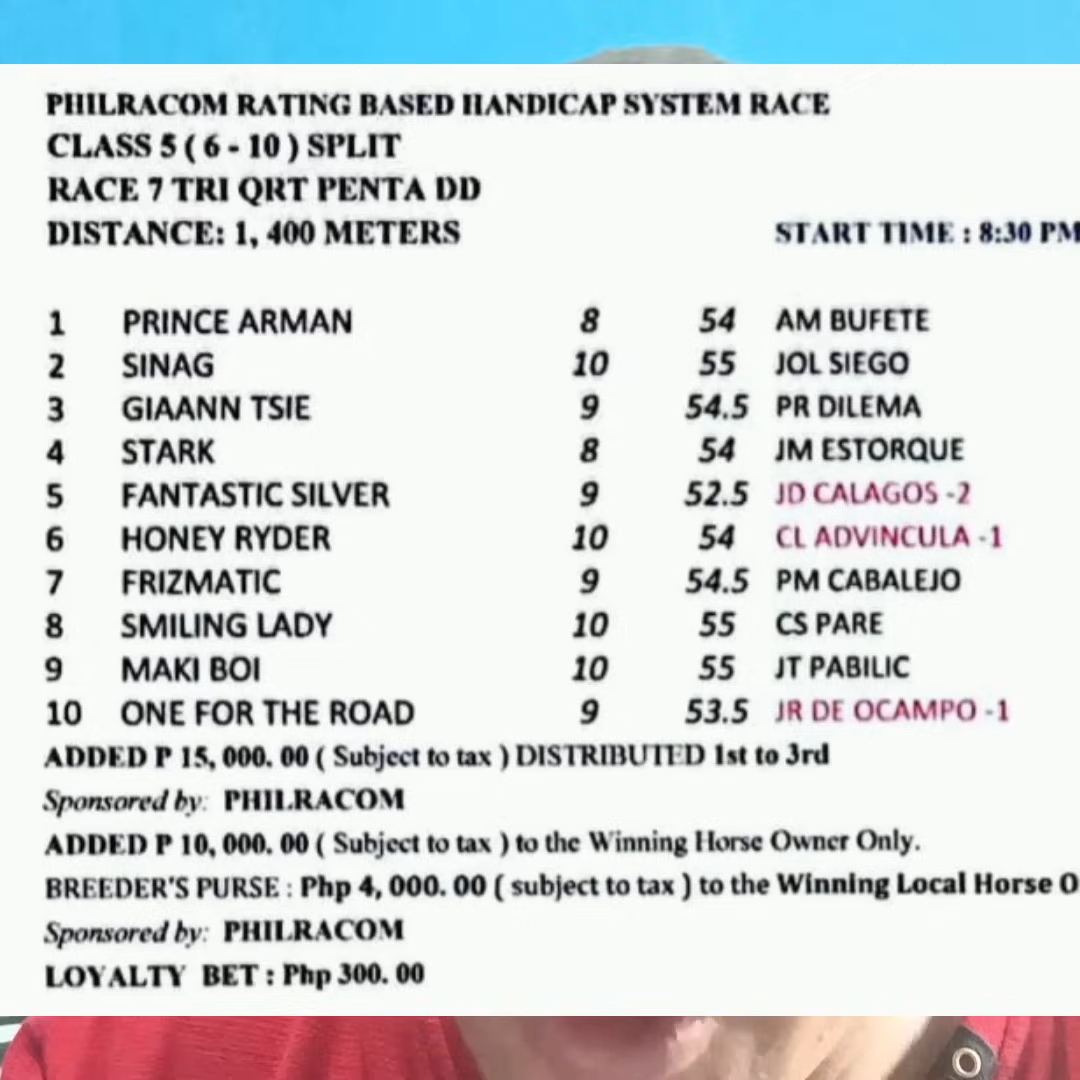 PHILRACOM RATING BASED HANDICAP SYSTEM RACE
CLASS 5 ( 6 - 10 ) SPLIT
RACE 7 TRI QRT PENTA DD
DISTANCE: 1, 400 METERS START TIME : 8:30 PM
1 PRINCE ARMAN 8 54 AM BUFETE
2 SINAG 10 55 JOL SIEGO
3 GIAANN TSIE 9 54.5 PR DILEMA
4 STARK 8 54 JM ESTORQUE
5 FANTASTIC SILVER 9 52.5 JD CALAGOS -2
6 HONEY RYDER 10 54 CL ADVINCULA -1
7 FRIZMATIC 9 54.5 PM CABALEJO
8 SMILING LADY 10 55 CS PARE
9 MAKI BOI 10 55 JT PABILIC
10 ONE FOR THE ROAD 9 53.5 JR DE OCAMPO -1
ADDED P 15, 000. 00 ( Subject to tax ) DISTRIBUTED 1st to 3rd
Sponsored by: PHILRACOM
ADDED P 10, 000. 00 ( Subject to tax ) to the Winning Horse Owner Only.
BREEDER'S PURSE : Php 4, 000. 00 ( subject to tax ) to the Winning Local Horse O
Sponsored by: PHILRACOM
LOYALTY BET : Php 300. 00